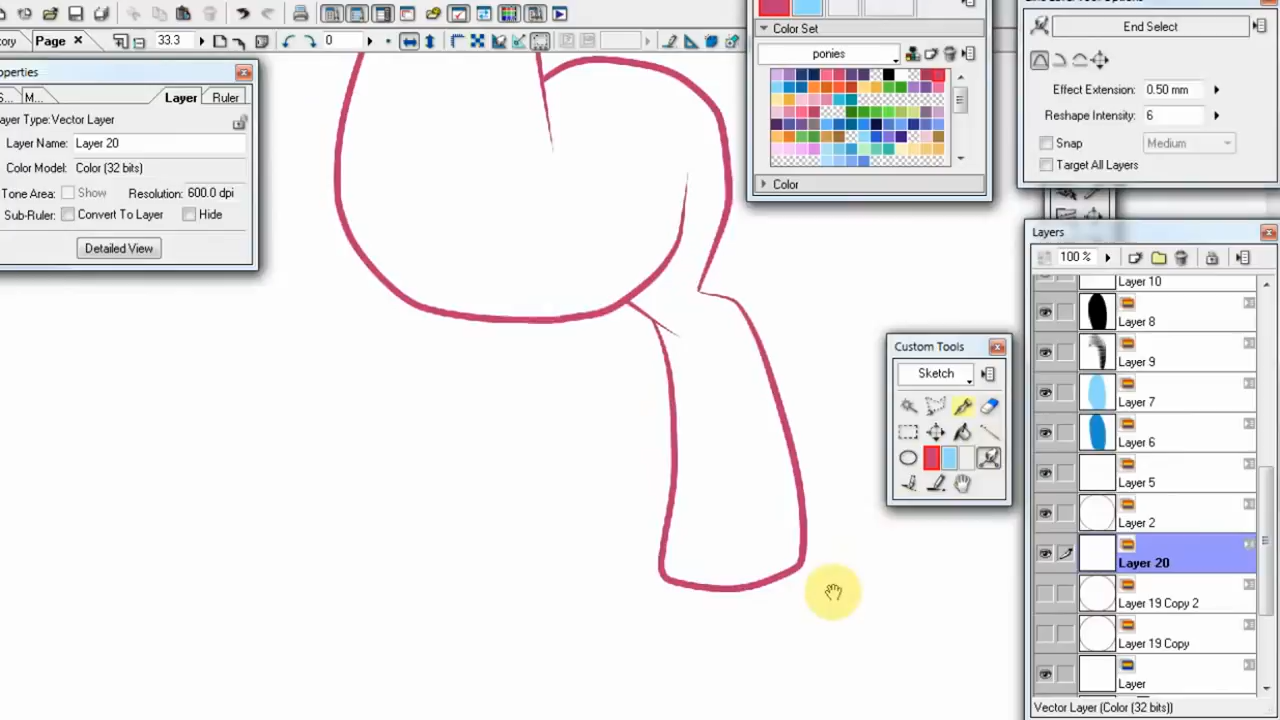 tory
Page
33.3
0
roperties
S...
M...
Layer
Ruler
ayer Type:Vector Layer
Layer Name:
Layer 20
Color Model:
Color (32 bits)
Tone Area:
Show
Resolution:
600.0 dpi
Sub-Ruler:
Convert To Layer
Hide
Detailed View
Color Set
ponies
Color
End Select
Effect Extension:
0.50 mm
Reshape Intensity:
6
Snap
Medium
Target All Layers
Custom Tools
Sketch
Layers
100 %
Layer 10
Layer 8
Layer 9
Layer 7
Layer 6
Layer 5
Layer 2
Layer 20
Layer 19 Copy 2
Layer 19 Copy
Layer
Vector Layer (Color (32 bits))